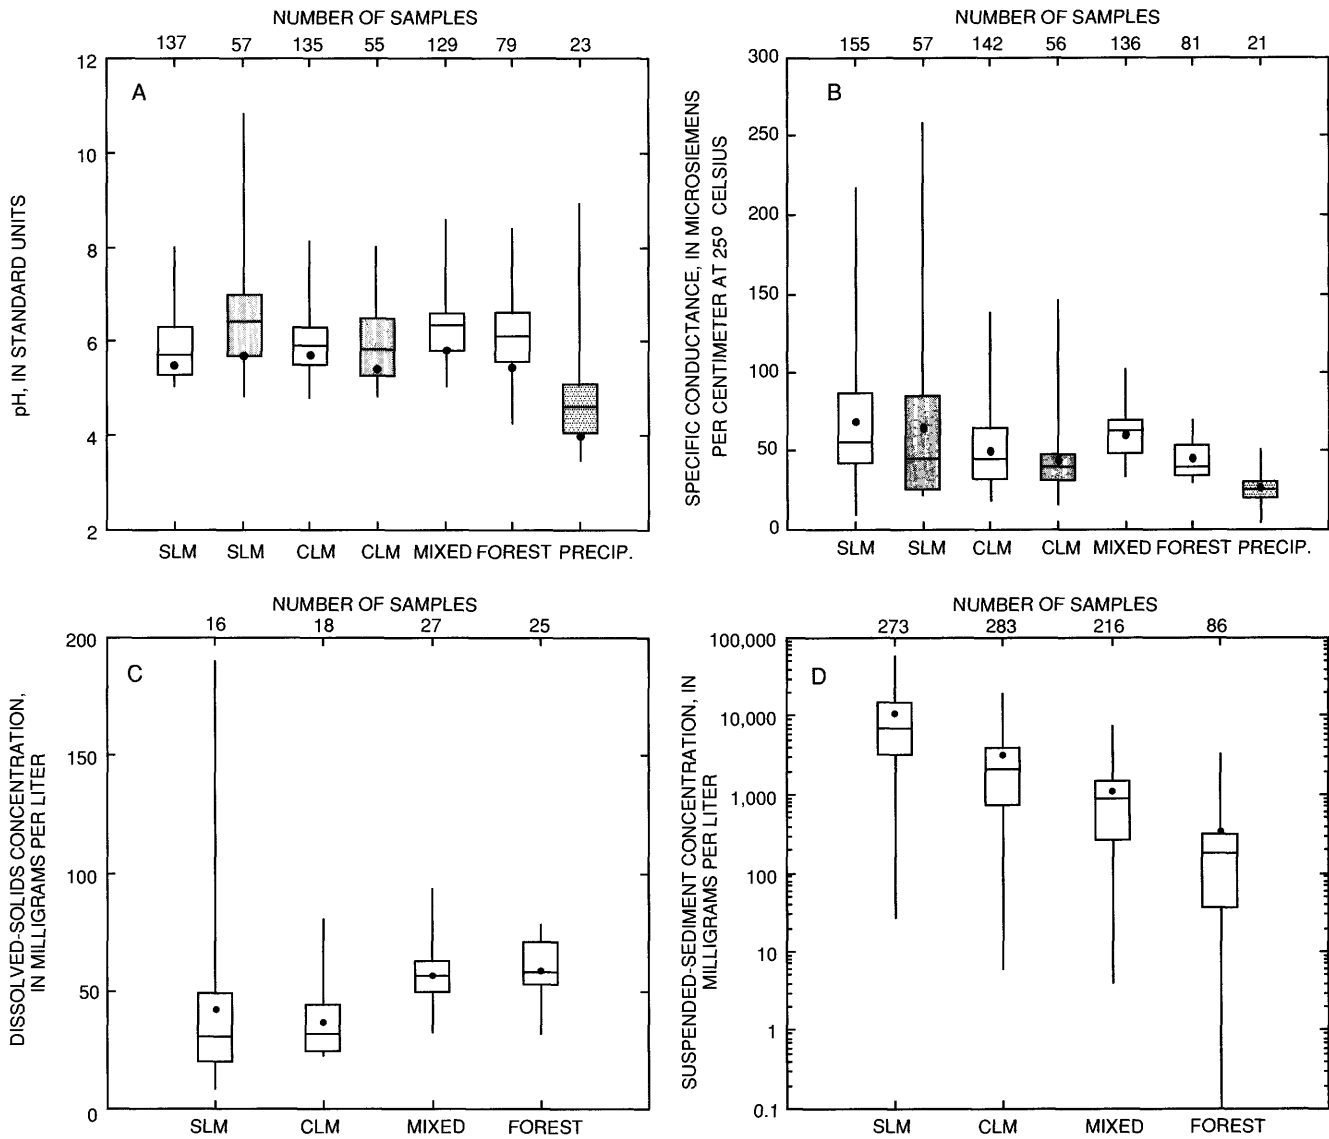 NUMBER OF SAMPLES
137 57 135 55 129 79 23
A
pH, IN STANDARD UNITS
12
10
8
6
4
2
SLM SLM CLM CLM MIXED FOREST PRECIP.
NUMBER OF SAMPLES
155 57 142 56 136 81 21
B
SPECIFIC CONDUCTANCE, IN MICROSIEMENS
PER CENTIMETER AT 25° CELSIUS
300
250
200
150
100
50
0
SLM SLM CLM CLM MIXED FOREST PRECIP.
NUMBER OF SAMPLES
16 18 27 25
C
DISSOLVED-SOLIDS CONCENTRATION,
IN MILLIGRAMS PER LITER
200
150
100
50
0
SLM CLM MIXED FOREST
NUMBER OF SAMPLES
273 283 216 86
D
SUSPENDED-SEDIMENT CONCENTRATION, IN
MILLIGRAMS PER LITER
100,000
10,000
1,000
100
10
1
0.1
SLM CLM MIXED FOREST